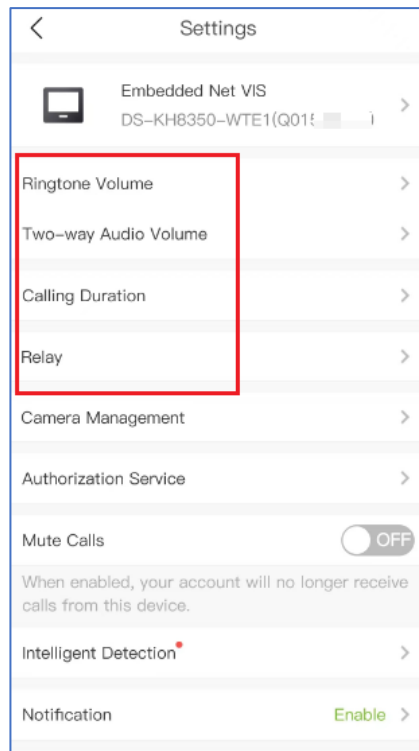 Settings
Embedded Net VIS
DS-KH8350-WTE1(Q015
Ringtone Volume
Two-way Audio Volume
Calling Duration
Relay
Camera Management
Authorization Service
Mute Calls
OFF
When enabled, your account will no longer receive
calls from this device.
Intelligent Detection
Notification
Enable